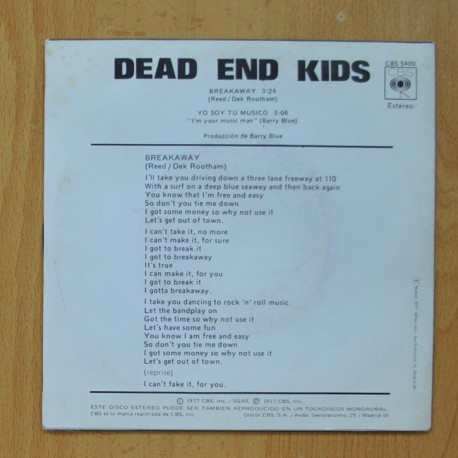 DEAD END KIDS
CBS 5400
CBS
Estereo
BREAKAWAY 3:24
(Reed / Dek Rootham)
YO SOY TU MUSICO 3:06
"I'm your music man" (Barry Blue)
Producción de Barry Blue
BREAKAWAY
(Reed / Dek Rootham)
I'll take you driving down a three lane freeway at 110
With a surf on a deep blue seaway and then back again
You know that I'm free and easy
So don't you tie me down
I got some money so why not use it
Let's get out of town.
I can't take it, no more
I can't make it, for sure
I got to break it
I got to breakaway
It's true
I can make it, for you
I got to break it
I gotta breakaway.
I take you dancing to rock 'n' roll music
Let the bandplay on
Got the time so why not use it
Let's have some fun
You know I am free and easy
So don't you tie me down
I got some money so why not use it
Let's get out of town.
(reprise)
I can't fake it, for you.
© 1977 CBS, Inc. / SGAE. Ⓟ 1977 CBS, Inc.
ESTE DISCO ESTEREO PUEDE SER TAMBIEN REPRODUCIDO EN UN TOCADISCOS MONOAURAL.
CBS es la marca registrada de CBS, Inc. Discos CBS, S.A. / Avda. Generalísimo, 25 / Madrid-16